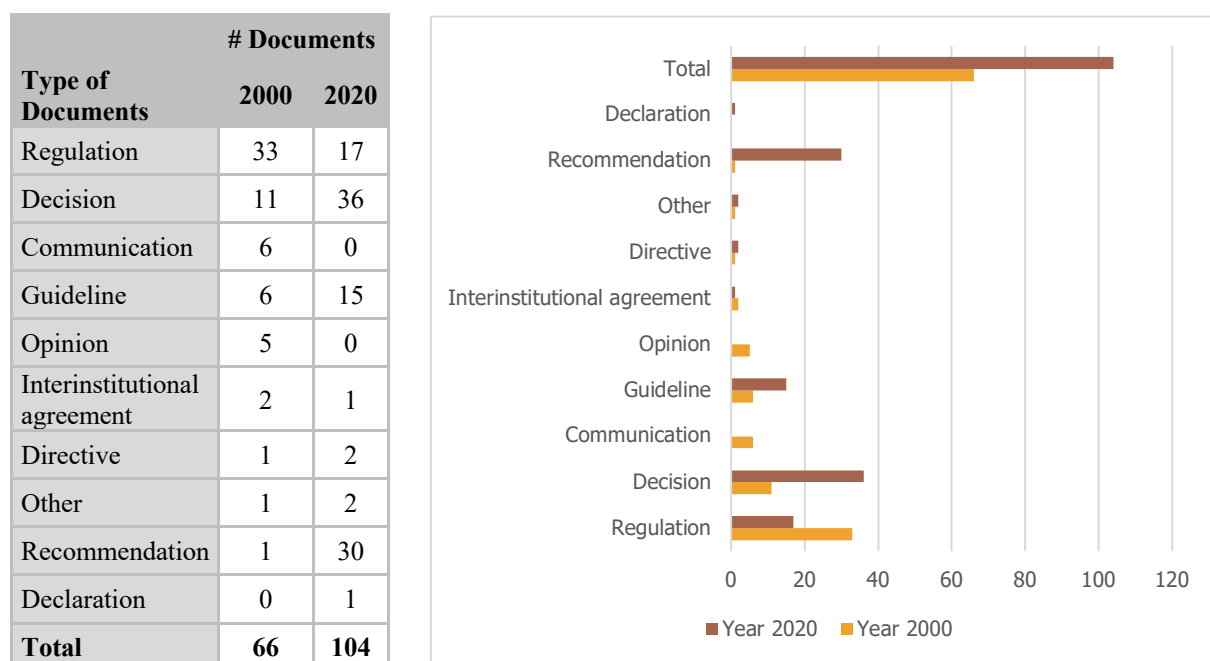 # Documents
Type of
Documents
2000 2020
Regulation 33 17
Decision 11 36
Communication 6 0
Guideline 6 15
Opinion 5 0
Interinstitutional
agreement 2 1
Directive 1 2
Other 1 2
Recommendation 1 30
Declaration 0 1
Total 66 104
Total
Declaration
Recommendation
Other
Directive
Interinstitutional agreement
Opinion
Guideline
Communication
Decision
Regulation
0 20 40 60 80 100 120
Year 2020 Year 2000